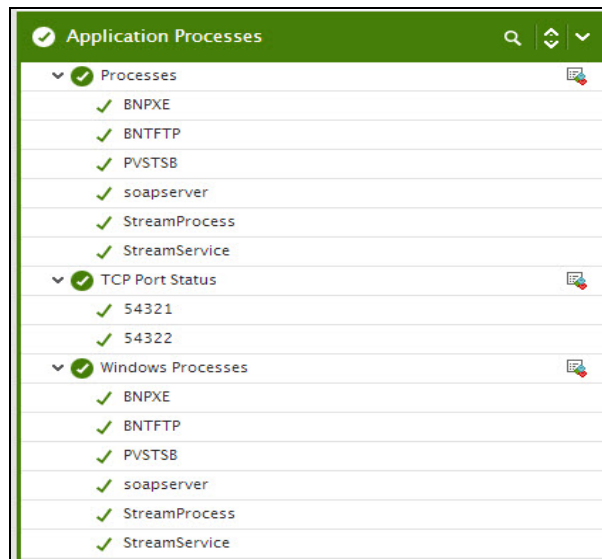 Application Processes
Processes
BNPXE
BNTFTP
PVSTSB
soapserver
StreamProcess
StreamService
TCP Port Status
54321
54322
Windows Processes
BNPXE
BNTFTP
PVSTSB
soapserver
StreamProcess
StreamService